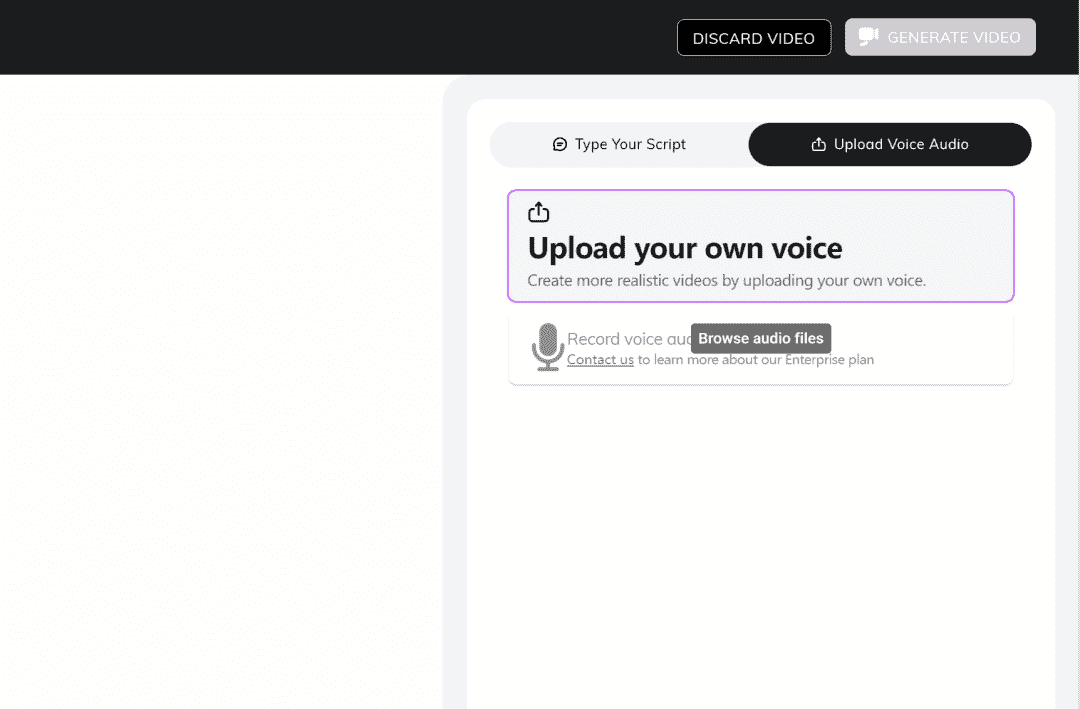 DISCARD VIDEO
GENERATE VIDEO
Type Your Script
Upload Voice Audio
Upload your own voice
Create more realistic videos by uploading your own voice.
Record voice
Browse audio files
Contact us to learn more about our Enterprise plan